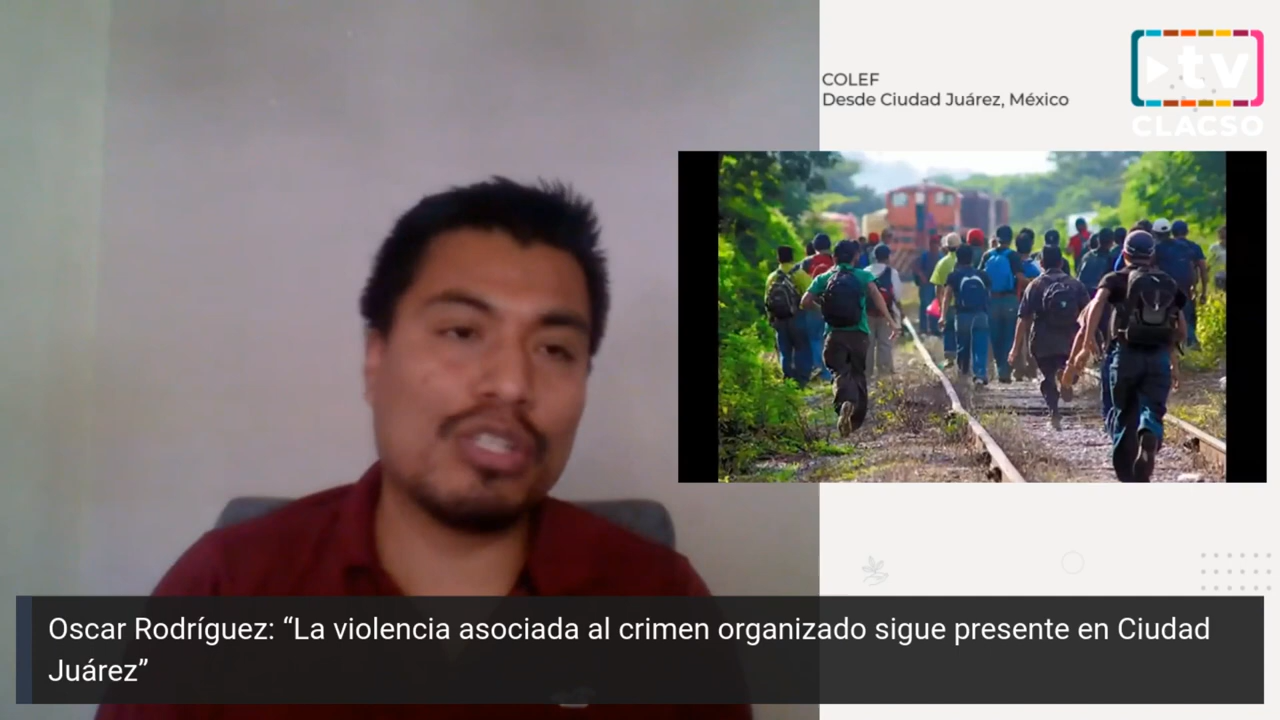 COLEF
Desde Ciudad Juárez, México
tv
CLACSO
Oscar Rodríguez: “La violencia asociada al crimen organizado sigue presente en Ciudad
Juárez”